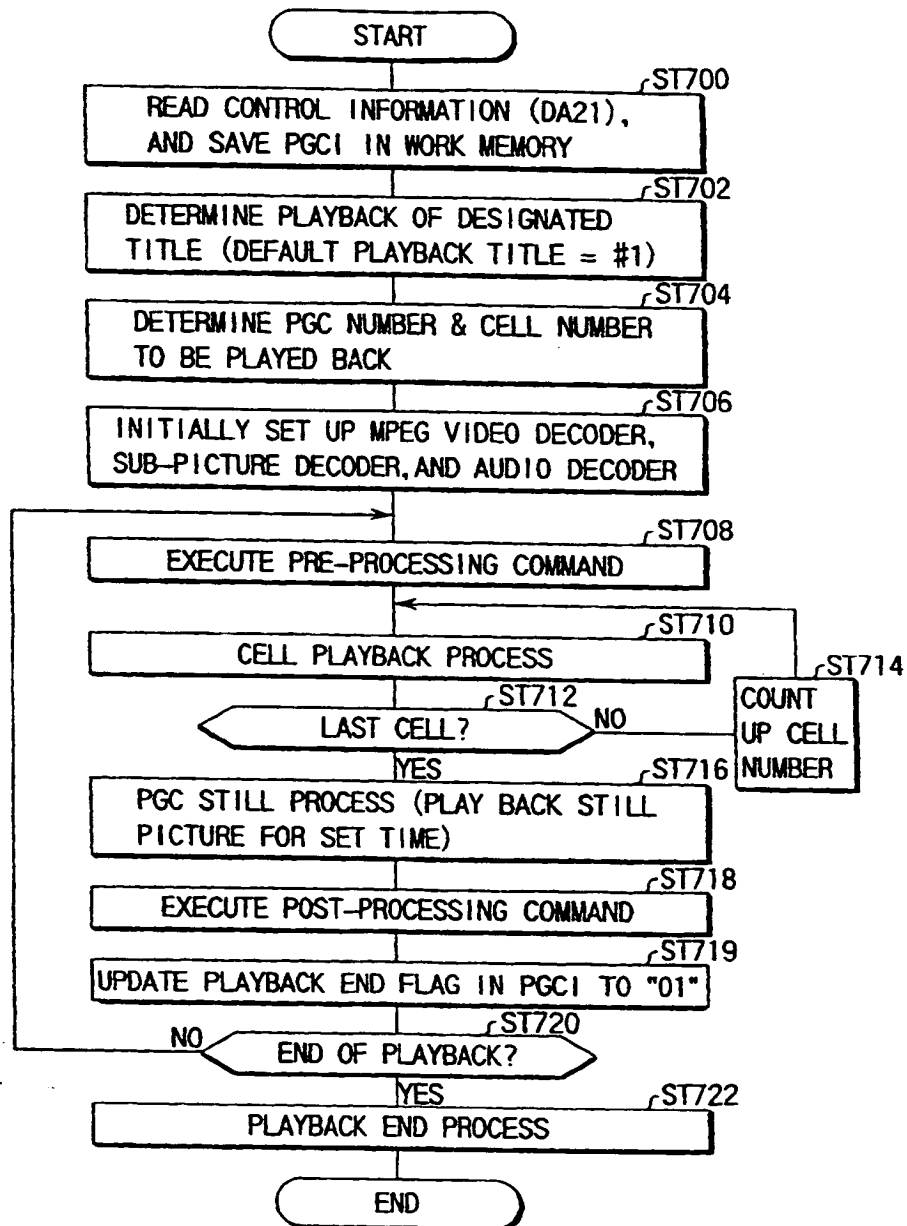 START
ST700
READ CONTROL INFORMATION (DA21),
AND SAVE PGCI IN WORK MEMORY
ST702
DETERMINE PLAYBACK OF DESIGNATED
TITLE (DEFAULT PLAYBACK TITLE = #1)
ST704
DETERMINE PGC NUMBER & CELL NUMBER
TO BE PLAYED BACK
ST706
INITIALLY SET UP MPEG VIDEO DECODER,
SUB-PICTURE DECODER, AND AUDIO DECODER
ST708
EXECUTE PRE-PROCESSING COMMAND
ST710
CELL PLAYBACK PROCESS
ST712
LAST CELL?
NO
ST714
COUNT
UP CELL
NUMBER
YES
ST716
PGC STILL PROCESS (PLAY BACK STILL
PICTURE FOR SET TIME)
ST718
EXECUTE POST-PROCESSING COMMAND
ST719
UPDATE PLAYBACK END FLAG IN PGCI TO "01"
ST720
NO
END OF PLAYBACK?
YES
ST722
PLAYBACK END PROCESS
END